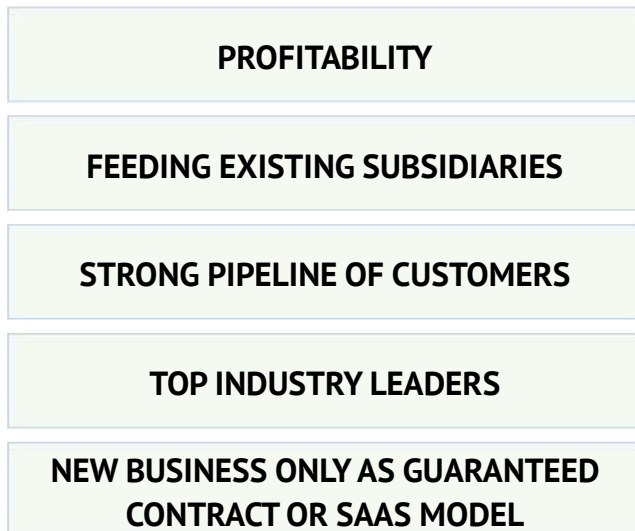 PROFITABILITY
FEEDING EXISTING SUBSIDIARIES
STRONG PIPELINE OF CUSTOMERS
TOP INDUSTRY LEADERS
NEW BUSINESS ONLY AS GUARANTEED
CONTRACT OR SAAS MODEL